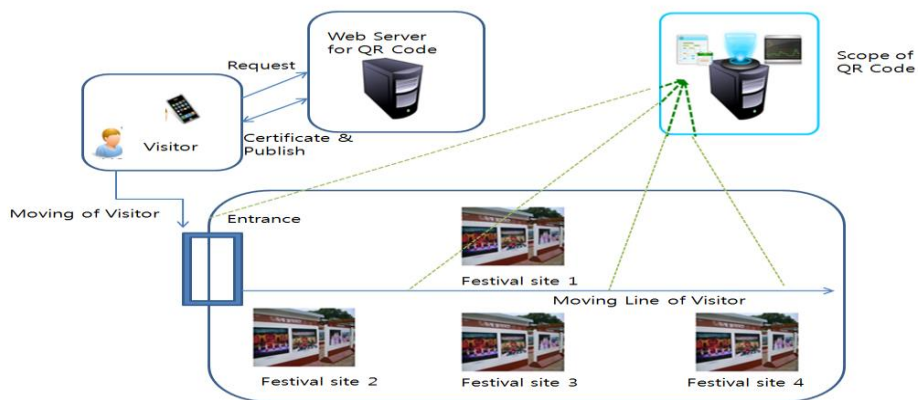 Web Server
for QR Code
Scope of
QR Code
Request
Visitor
Certificate &
Publish
Moving of Visitor
Entrance
Festival site 1
Moving Line of Visitor
Festival site 2
Festival site 3
Festival site 4